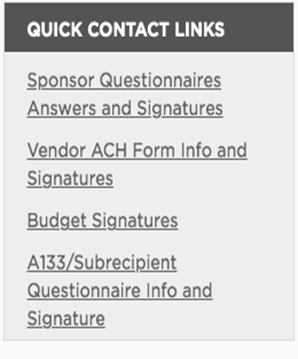 QUICK CONTACT LINKS
Sponsor Questionnaires
Answers and Signatures
Vendor ACH Form Info and
Signatures
Budget Signatures
A133/Subrecipient
Questionnaire Info and
Signature